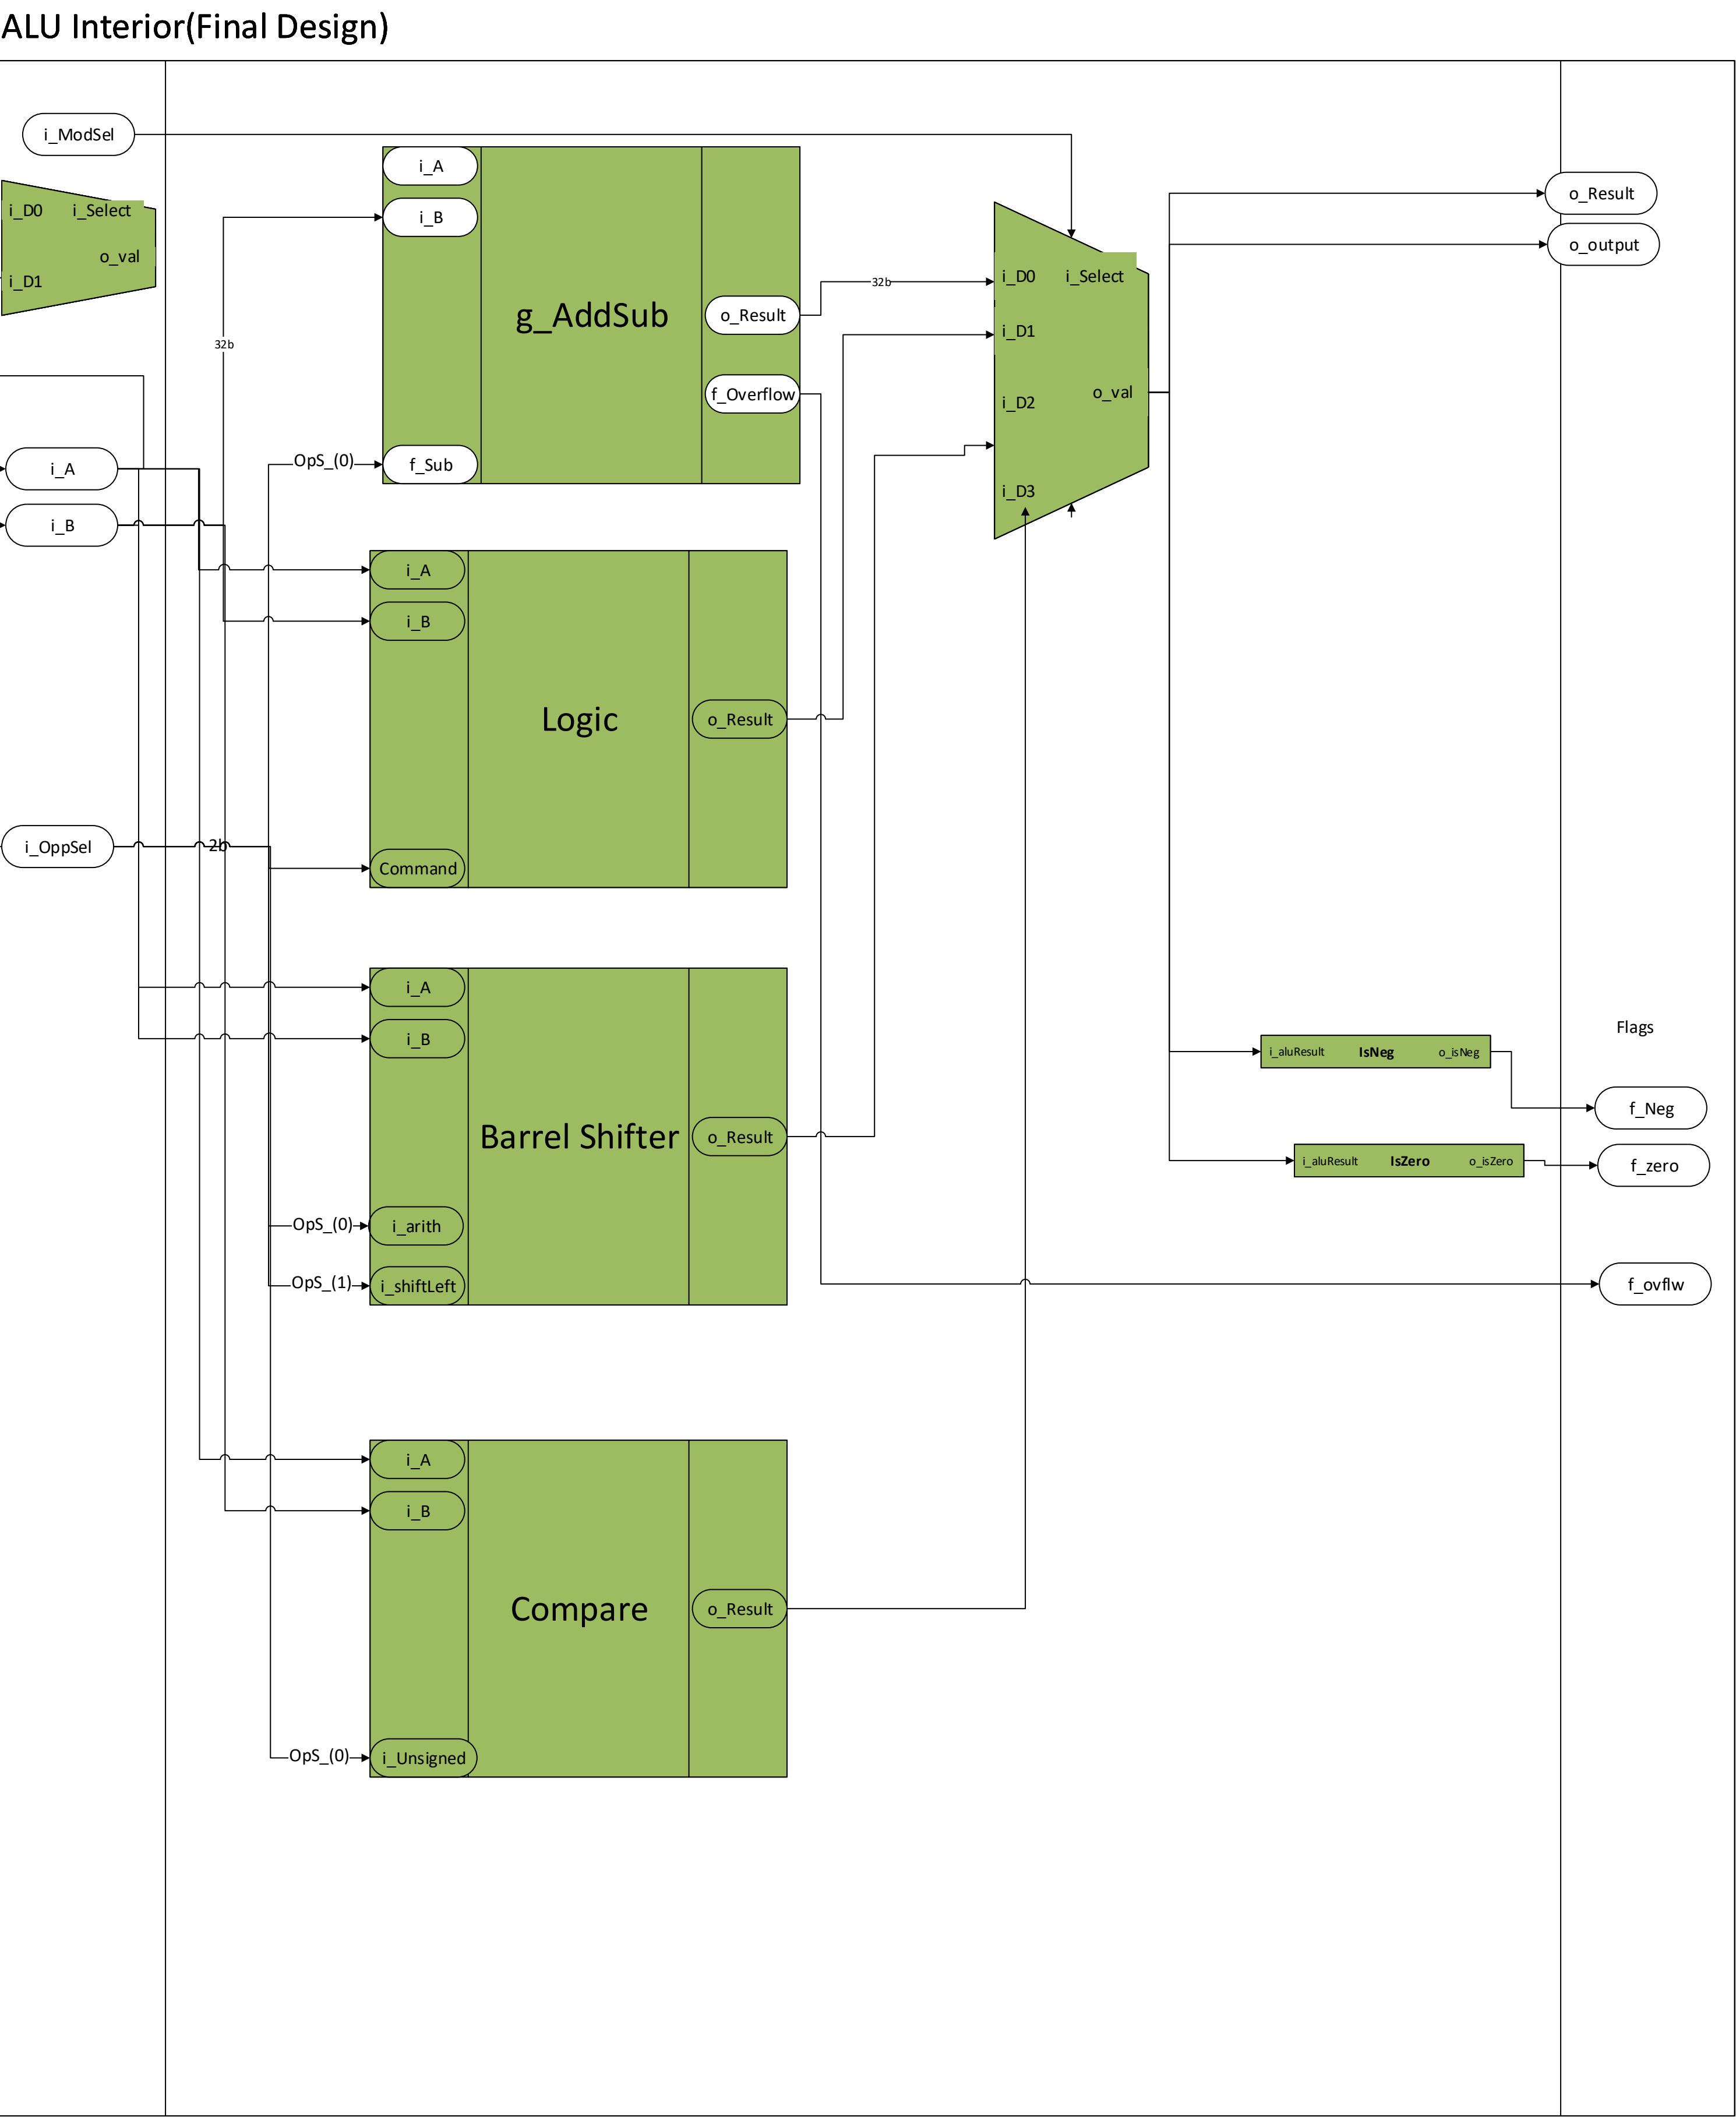 ALU Interior(Final Design)
i_ModSel
i_D0 i_Select
o_val
i_D1
i_A
i_B
i_OppSel
2b
32b
i_A
i_B
g_AddSub
o_Result
f_Overflow
OpS_(0)
f_Sub
i_A
i_B
Logic
o_Result
Command
i_A
i_B
Barrel Shifter
o_Result
OpS_(0)
i_arith
OpS_(1)
i_shiftLeft
i_A
i_B
Compare
o_Result
OpS_(0)
i_Unsigned
32b
i_D0 i_Select
i_D1
i_D2
o_val
i_D3
o_Result
o_output
Flags
i_aluResult IsNeg o_isNeg
f_Neg
i_aluResult IsZero o_isZero
f_zero
f_ovflw